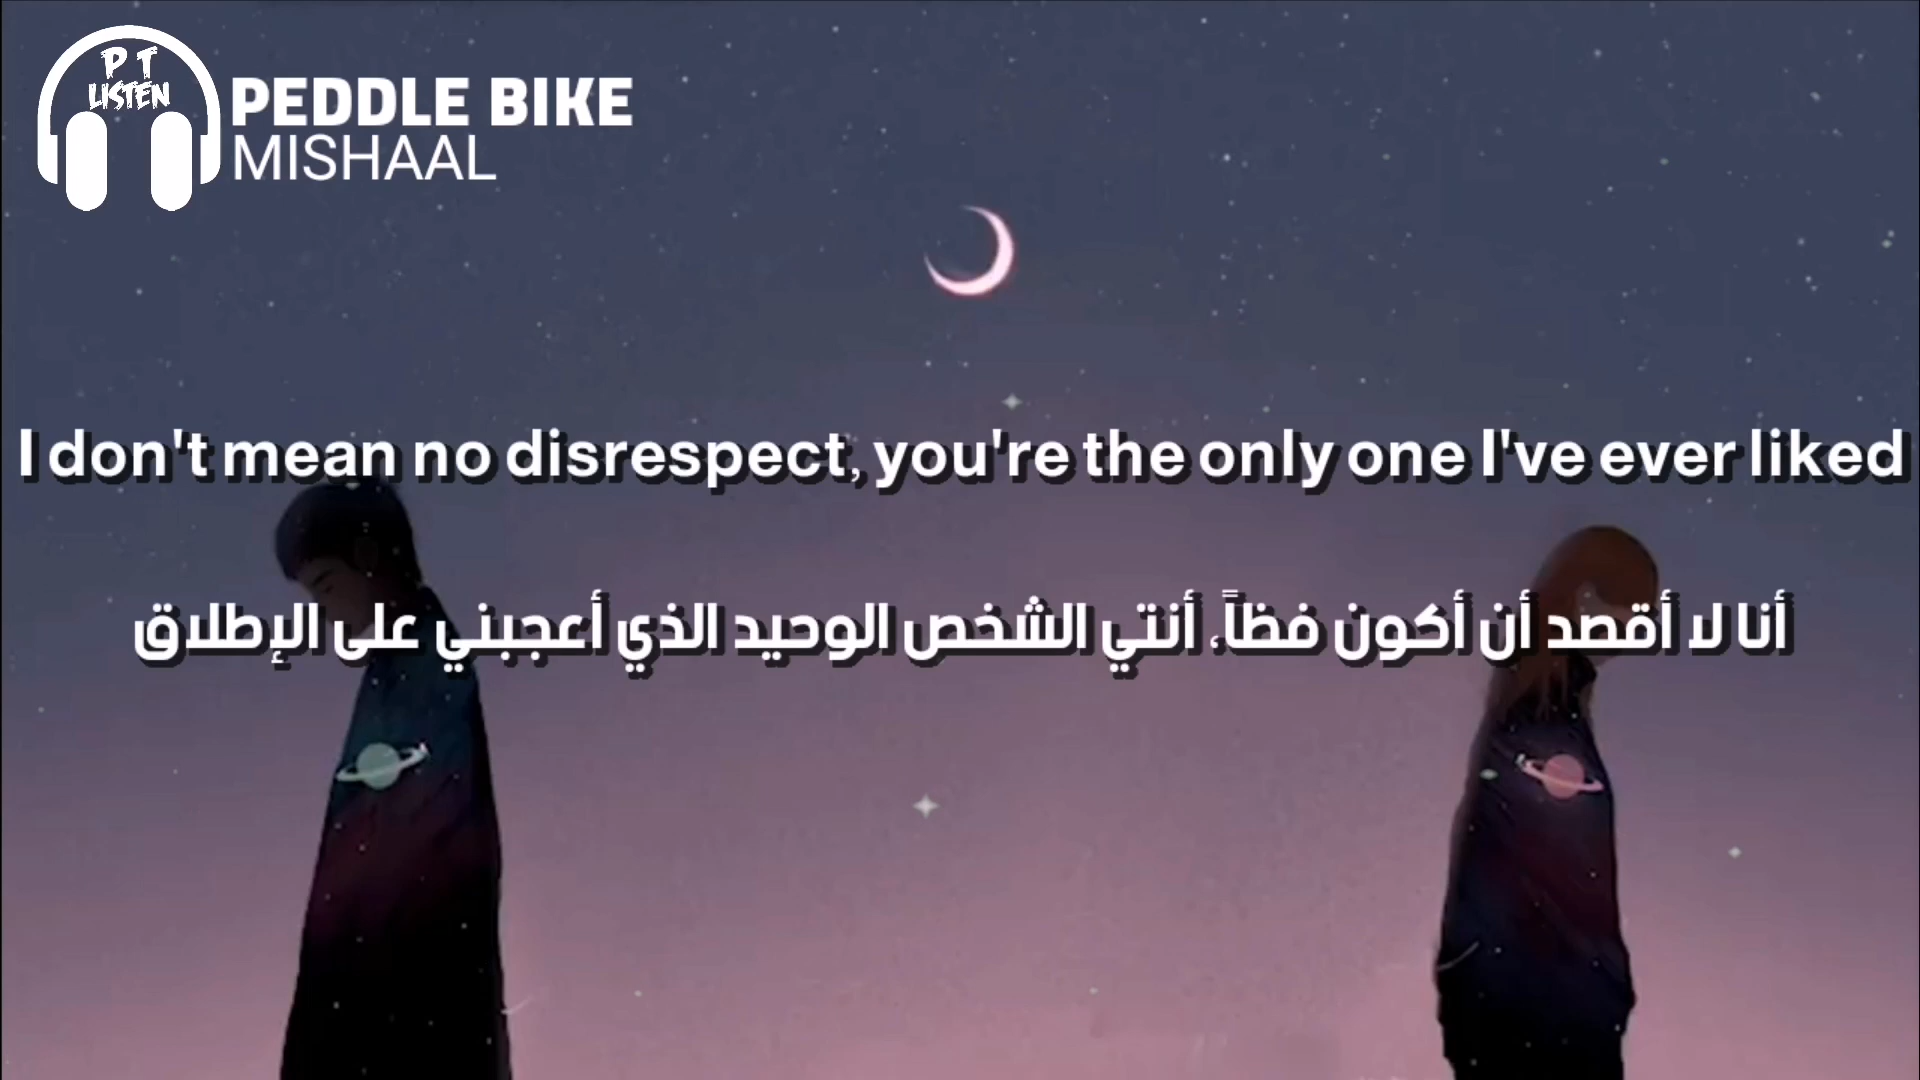 P T
LISTEN
PEDDLE BIKE
MISHAAL
I don't mean no disrespect, you're the only one I've ever liked
أنا لا أقصد أن أكون فظاً، أنتي الشخص الوحيد الذي أعجبني على الإطلاق